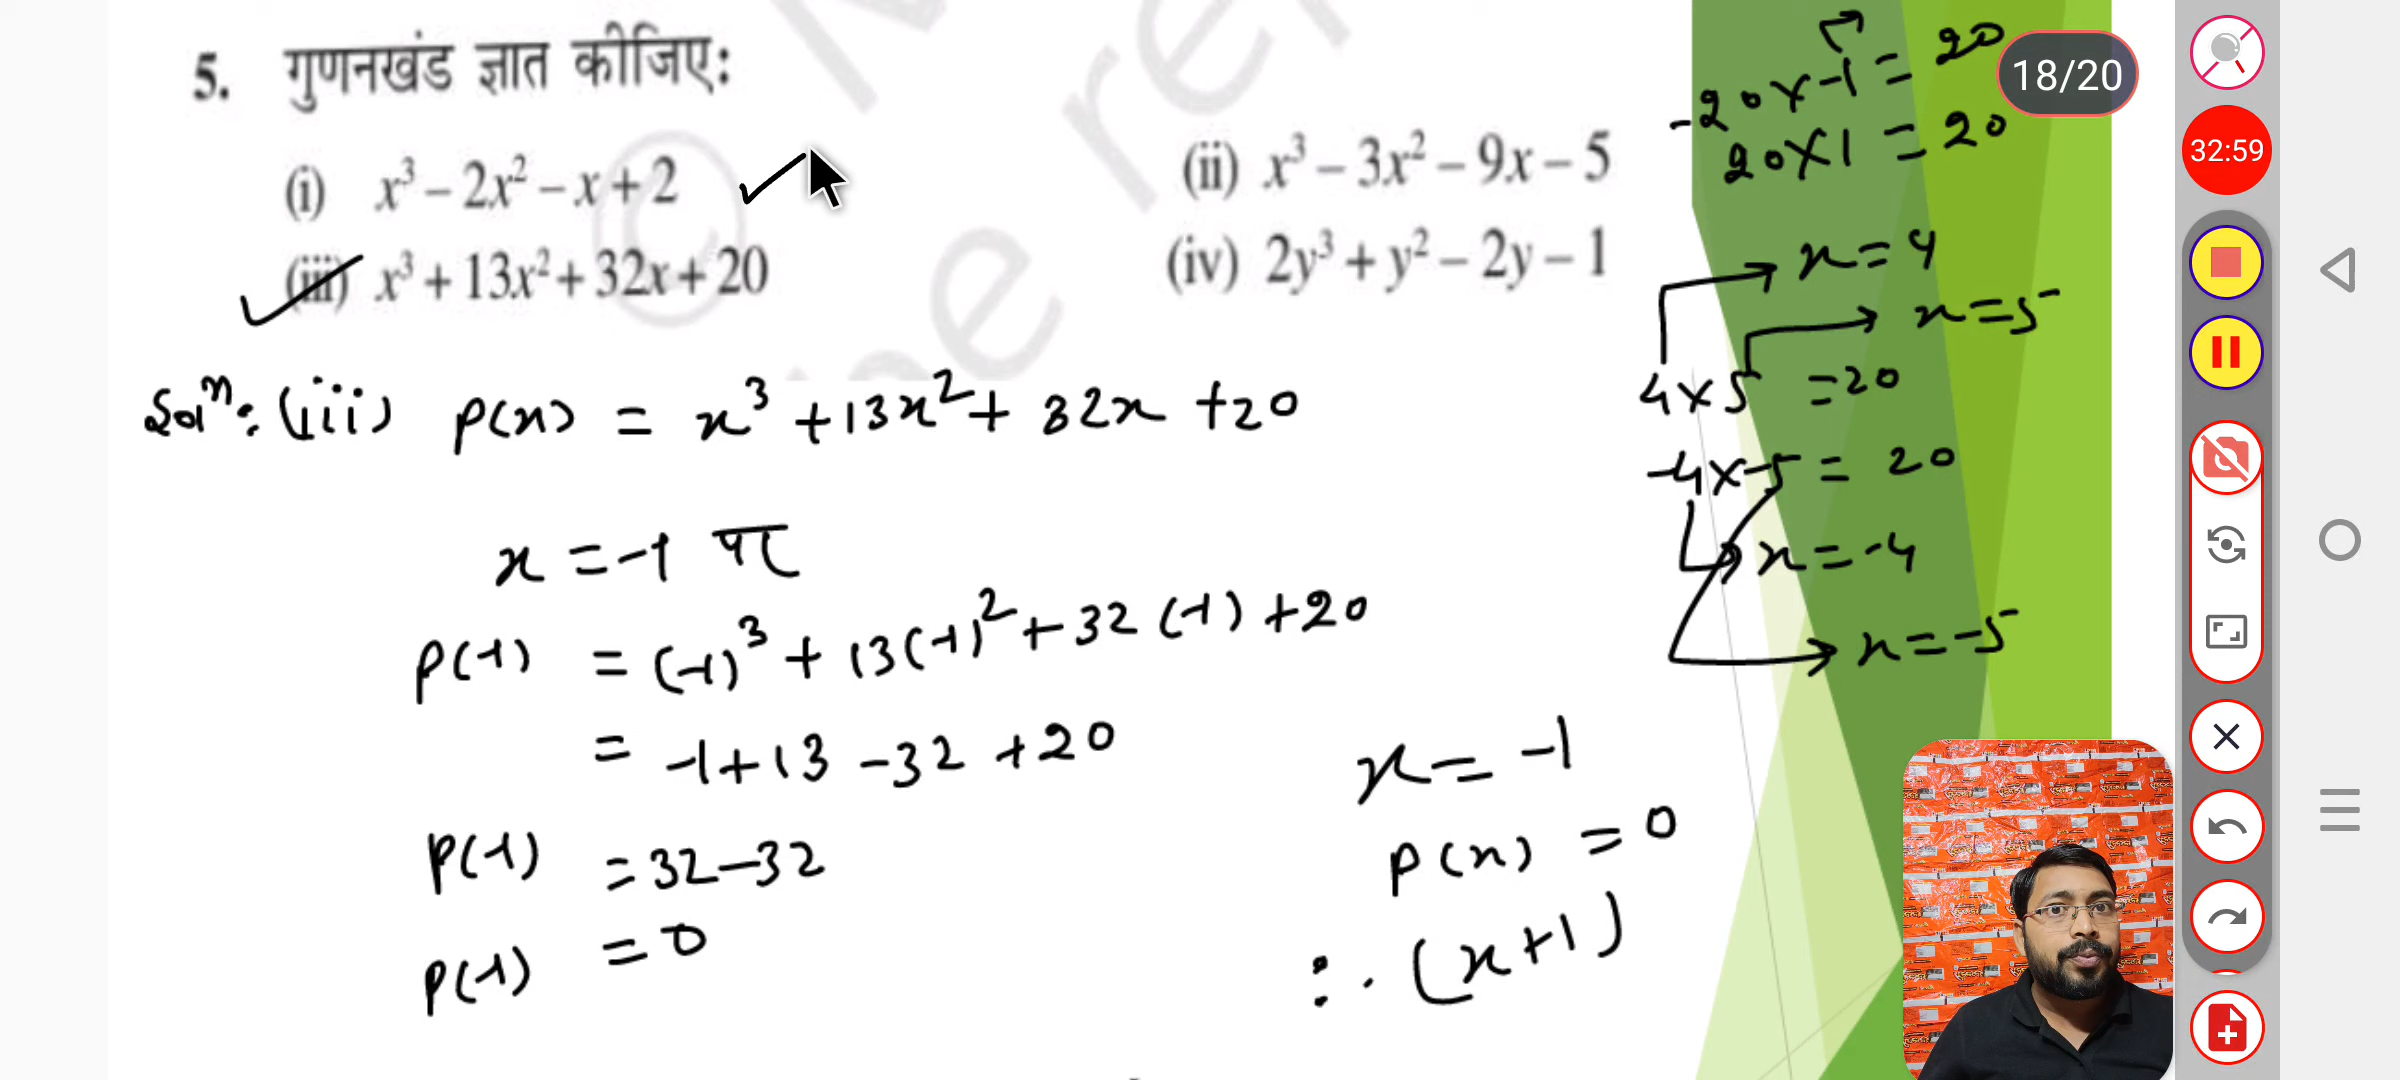 5. गुणनखंड ज्ञात कीजिए:
(i) x³ – 2x² – x + 2
(ii) x³ – 3x² – 9x – 5
(iii) x³ + 13x² + 32x + 20
(iv) 2y³ + y² – 2y – 1
Solⁿ: (iii) P(x) = x³ + 13x² + 32x + 20
x = -1 पर
P(-1) = (-1)³ + 13(-1)² + 32(-1) + 20
= -1 + 13 - 32 + 20
P(-1) = 32 - 32
P(-1) = 0
x = -1
P(x) = 0
∴ (x+1)
-20 x -1 = 20
20 x 1 = 20
x = 4
x = 5
4 x 5 = 20
-4 x -5 = 20
x = -4
x = -5
18/20
32:59